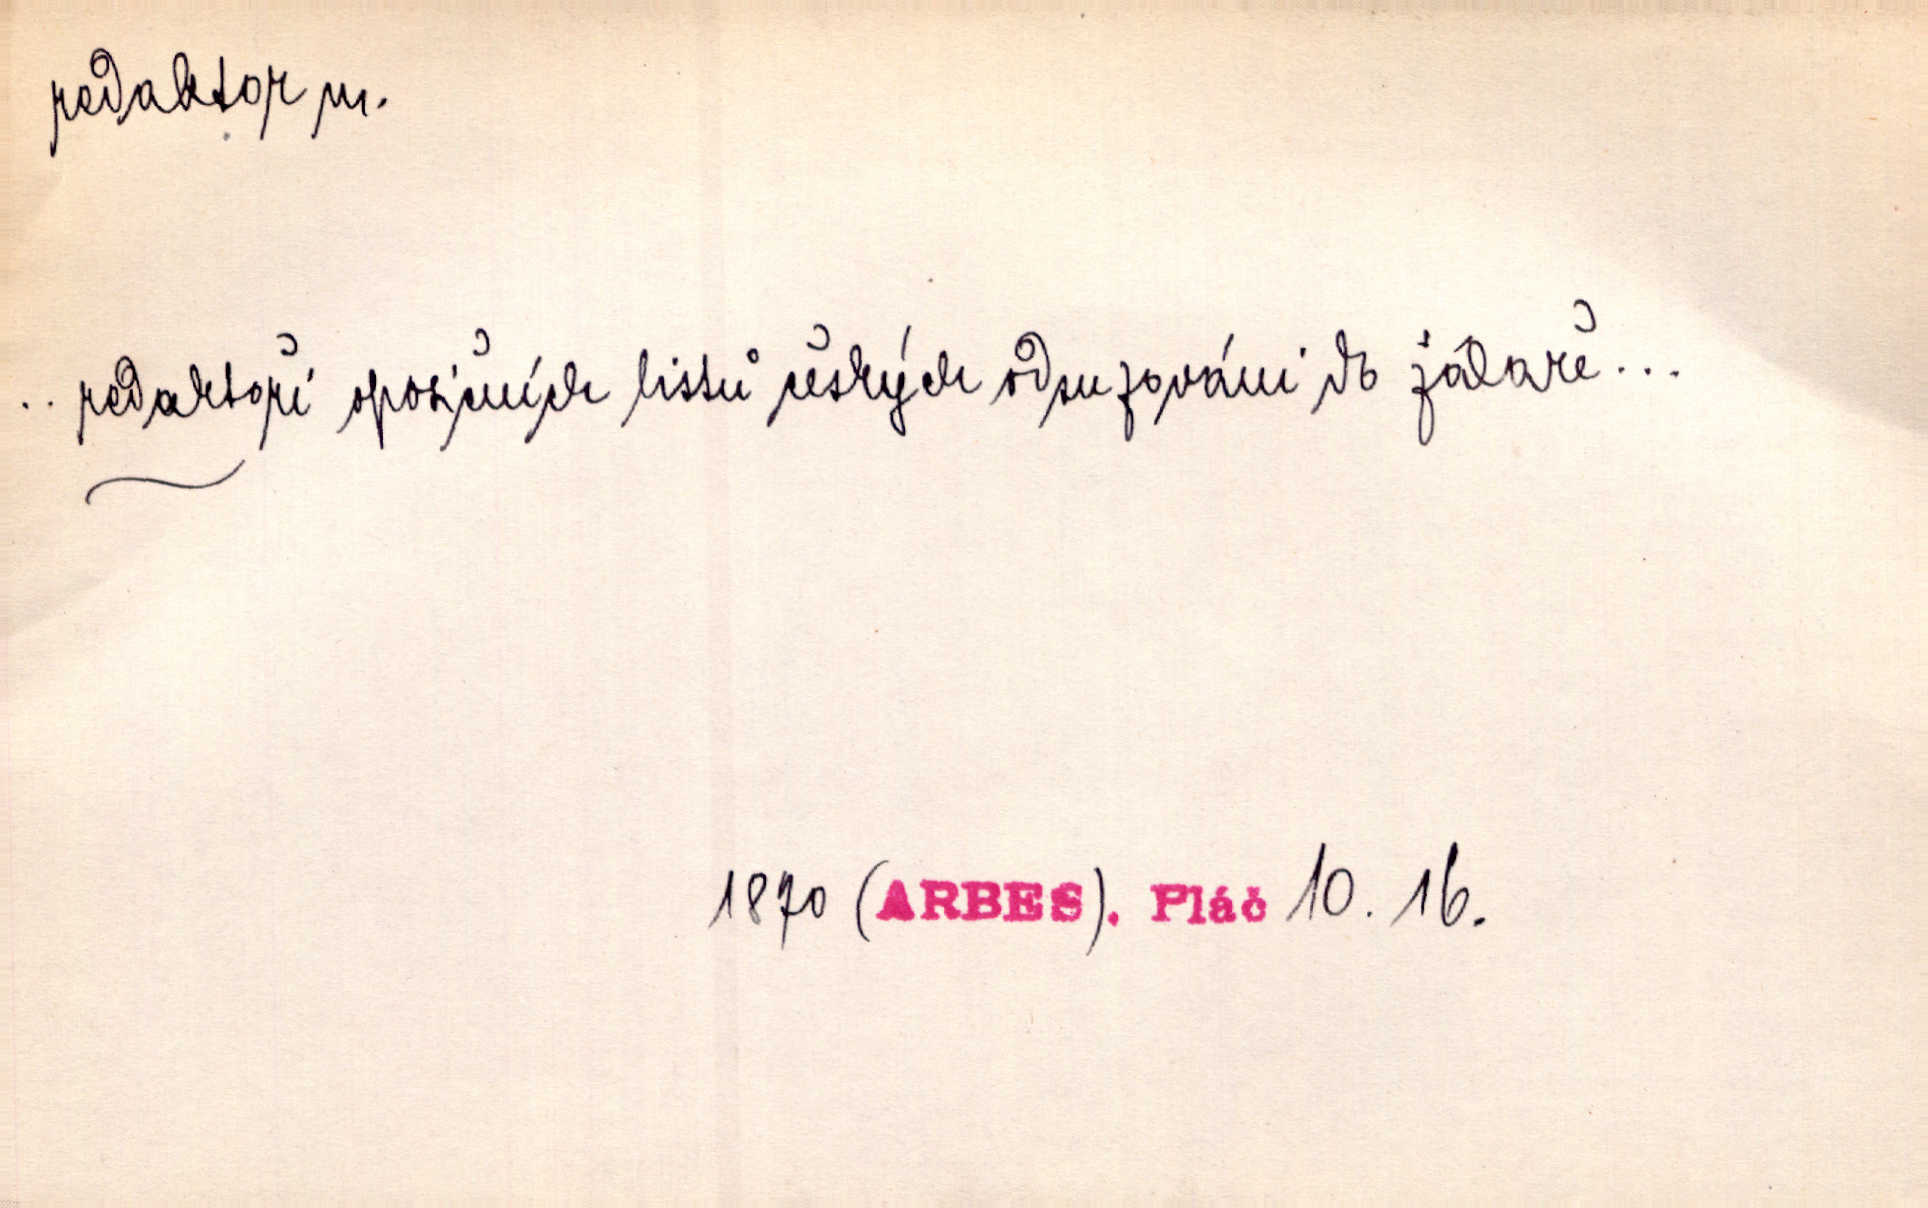 redaktor m.
.. redaktoři oposičních listů českých odsuzováni do žaláře...
1870 (ARBES). Pláč 10. 16.